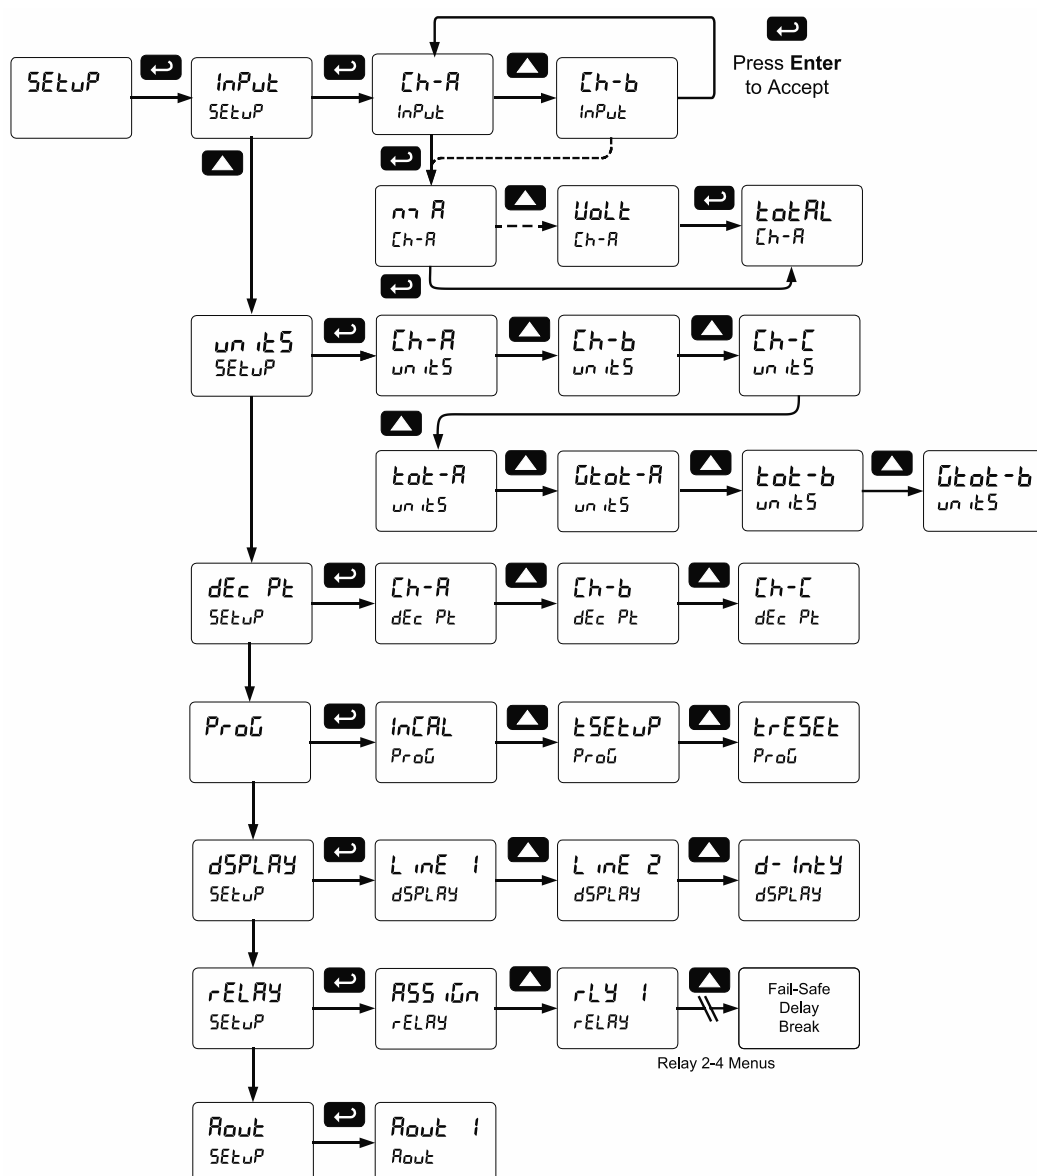 SEtuP
InPut
SEtuP
Ch-A
InPut
Ch-b
InPut
Press Enter
to Accept
mA
Ch-A
VoLt
Ch-A
totAL
Ch-A
unitS
SEtuP
Ch-A
unitS
Ch-b
unitS
Ch-C
unitS
tot-A
unitS
Gtot-A
unitS
tot-b
unitS
Gtot-b
unitS
dEc Pt
SEtuP
Ch-A
dEc Pt
Ch-b
dEc Pt
Ch-C
dEc Pt
ProG
InCAL
ProG
tSEtuP
ProG
trESEt
ProG
dSPLAY
SEtuP
LinE 1
dSPLAY
LinE 2
dSPLAY
d-IntY
dSPLAY
rELAY
SEtuP
ASSiGn
rELAY
rLY 1
rELAY
Fail-Safe
Delay
Break
Relay 2-4 Menus
Aout
SEtuP
Aout 1
Aout